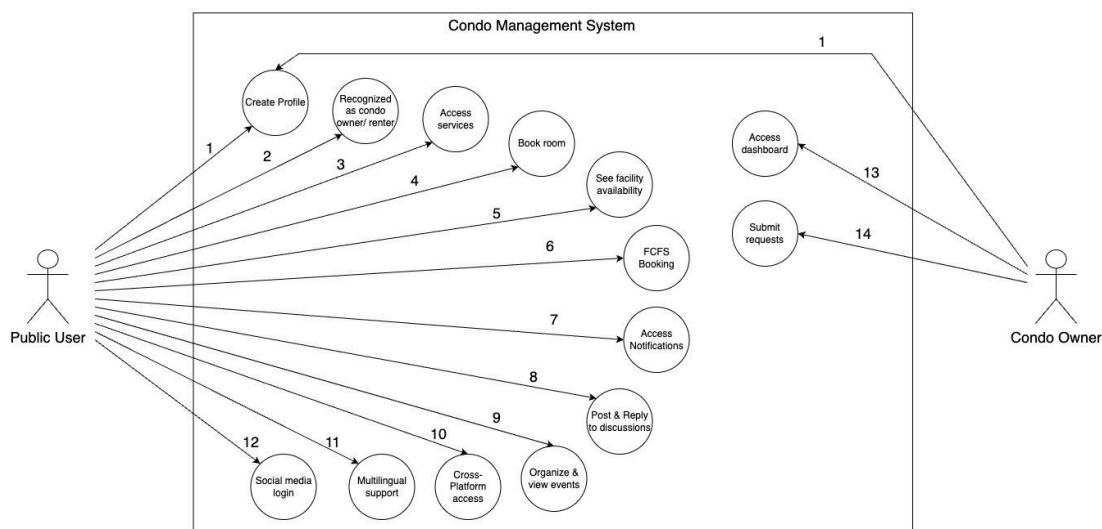 Condo Management System
1
Create Profile
Recognized
as condo
owner/ renter
Access
services
Book room
See facility
availability
FCFS
Booking
Access
Notifications
Post & Reply
to discussions
Organize &
view events
Cross-
Platform
access
Multilingual
support
Social media
login
Access
dashboard
Submit
requests
1
2
3
4
5
6
7
8
9
10
11
12
13
14
Public User
Condo Owner